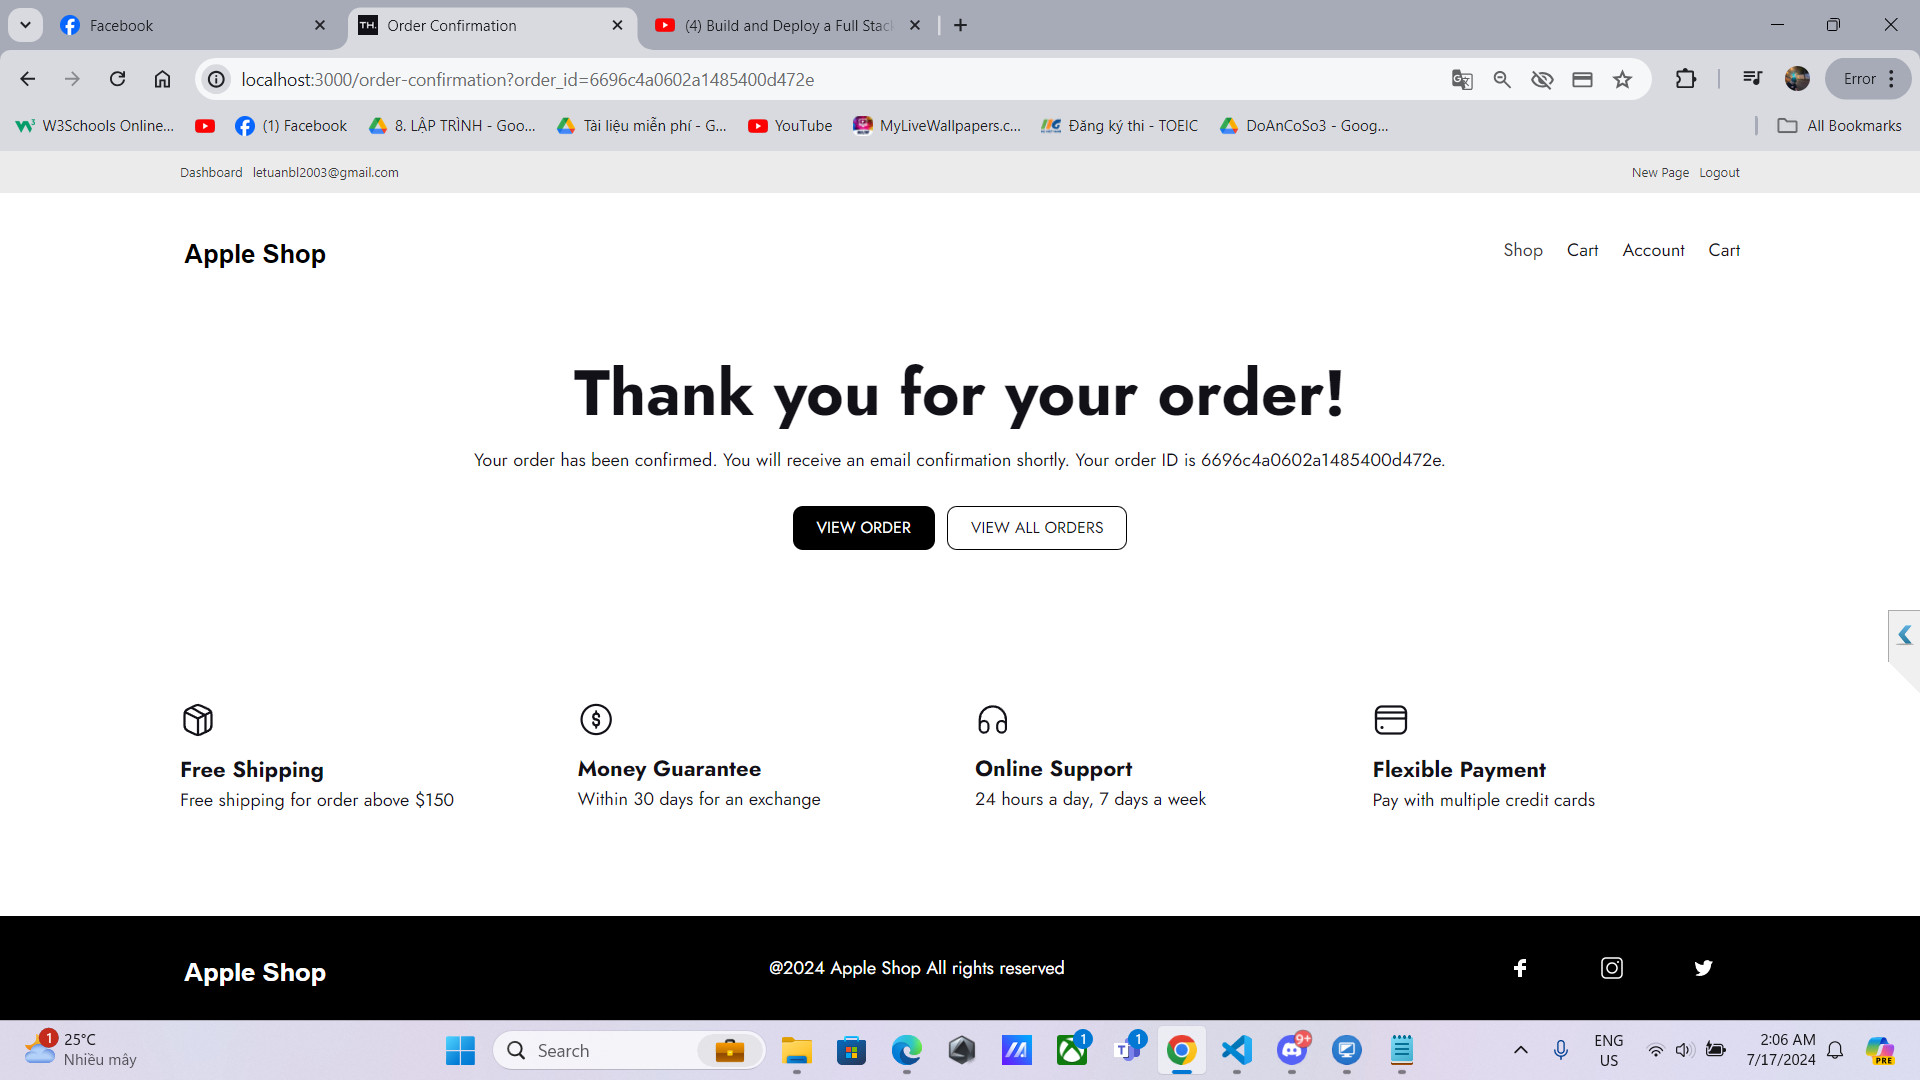 Facebook
TH.
Order Confirmation
(4) Build and Deploy a Full Stac
localhost:3000/order-confirmation?order_id=6696c4a0602a1485400d472e
Error
W3Schools Online...
(1) Facebook
8. LẬP TRÌNH - Goo...
Tài liệu miễn phí - G...
YouTube
MyLiveWallpapers.c...
Đăng ký thi - TOEIC
DoAnCoSo3 - Goog...
All Bookmarks
Dashboard letuanbl2003@gmail.com
New Page Logout
Apple Shop
Shop Cart Account Cart
Thank you for your order!
Your order has been confirmed. You will receive an email confirmation shortly. Your order ID is 6696c4a0602a1485400d472e.
VIEW ORDER
VIEW ALL ORDERS
Free Shipping
Free shipping for order above $150
Money Guarantee
Within 30 days for an exchange
Online Support
24 hours a day, 7 days a week
Flexible Payment
Pay with multiple credit cards
Apple Shop
@2024 Apple Shop All rights reserved
1
25°C
Nhiều mây
Search
1
1
9+
ENG
US
2:06 AM
7/17/2024
PRE